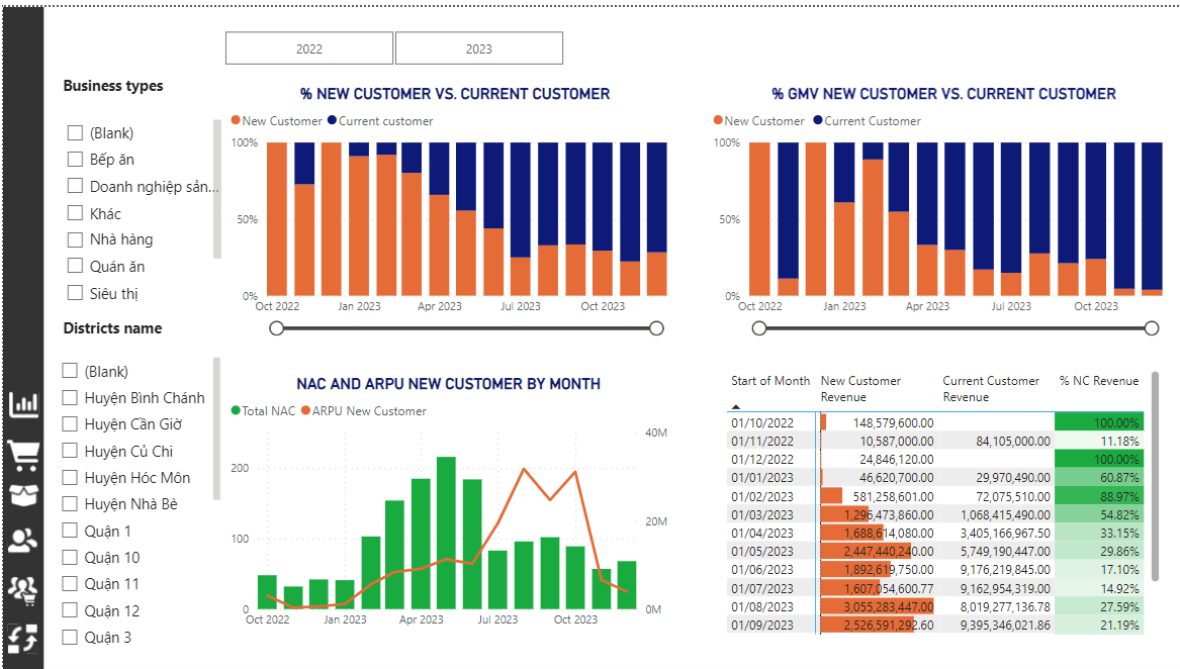 2022
2023
Business types
(Blank)
Bếp ăn
Doanh nghiệp sản...
Khác
Nhà hàng
Quán ăn
Siêu thị
Districts name
(Blank)
Huyện Bình Chánh
Huyện Cần Giờ
Huyện Củ Chi
Huyện Hóc Môn
Huyện Nhà Bè
Quận 1
Quận 10
Quận 11
Quận 12
Quận 3
% NEW CUSTOMER VS. CURRENT CUSTOMER
New Customer Current customer
100%
50%
0%
Oct 2022 Jan 2023 Apr 2023 Jul 2023 Oct 2023
% GMV NEW CUSTOMER VS. CURRENT CUSTOMER
New Customer Current Customer
100%
50%
0%
Oct 2022 Jan 2023 Apr 2023 Jul 2023 Oct 2023
NAC AND ARPU NEW CUSTOMER BY MONTH
Total NAC ARPU New Customer
40M
200
20M
100
0 0M
Oct 2022 Jan 2023 Apr 2023 Jul 2023 Oct 2023
Start of Month New Customer Revenue Current Customer Revenue % NC Revenue
01/10/2022 148,579,600.00 100.00%
01/11/2022 10,587,000.00 84,105,000.00 11.18%
01/12/2022 24,846,120.00 100.00%
01/01/2023 46,620,700.00 29,970,490.00 60.87%
01/02/2023 581,258,601.00 72,075,510.00 88.97%
01/03/2023 1,296,473,860.00 1,068,415,490.00 54.82%
01/04/2023 1,688,614,080.00 3,405,166,967.50 33.15%
01/05/2023 2,447,440,240.00 5,749,190,447.00 29.86%
01/06/2023 1,892,619,750.00 9,176,219,845.00 17.10%
01/07/2023 1,607,054,600.77 9,162,954,319.00 14.92%
01/08/2023 3,055,283,447.00 8,019,277,136.78 27.59%
01/09/2023 2,526,591,292.60 9,395,346,021.86 21.19%